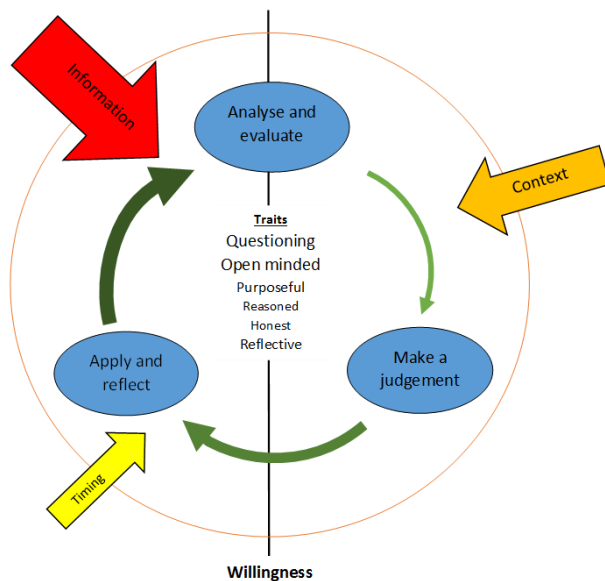 Information
Analyse and
evaluate
Context
Traits
Questioning
Open minded
Purposeful
Reasoned
Honest
Reflective
Apply and
reflect
Make a
judgement
Timing
Willingness